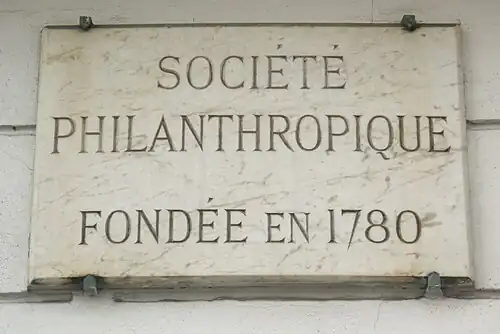 SOCIÉTÉ
PHILANTHROPIQUE
FONDÉE EN 1780